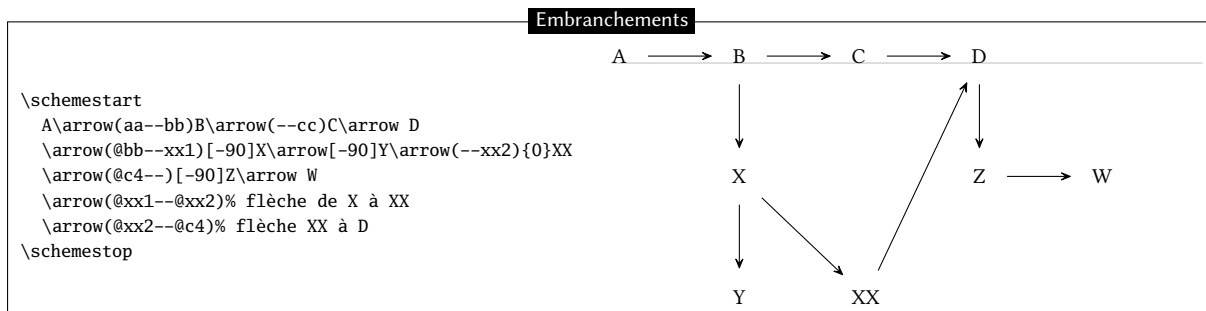 Embranchements
\schemestart
A\arrow(aa--bb)B\arrow(--cc)C\arrow D
\arrow(@bb--xx1)[-90]X\arrow[-90]Y\arrow(--xx2){0}XX
\arrow(@c4--)[-90]Z\arrow W
\arrow(@xx1--@xx2)% flèche de X à XX
\arrow(@xx2--@c4)% flèche XX à D
\schemestop
A B C D
X Z W
Y XX